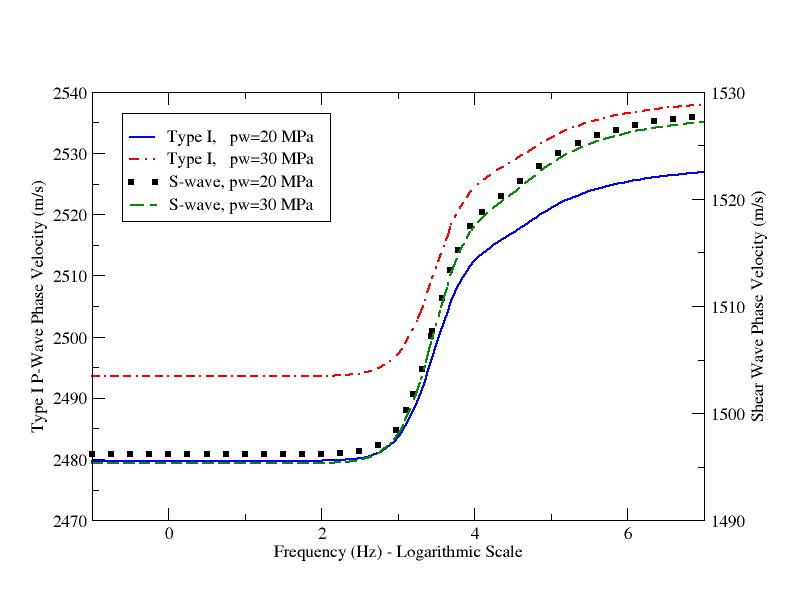 2540
2530
2520
2510
2500
2490
2480
2470
Type I P-Wave Phase Velocity (m/s)
Type I,   pw=20 MPa
Type I,   pw=30 MPa
S-wave, pw=20 MPa
S-wave, pw=30 MPa
1530
1520
1510
1500
1490
Shear Wave Phase Velocity (m/s)
0 2 4 6
Frequency (Hz) - Logarithmic Scale